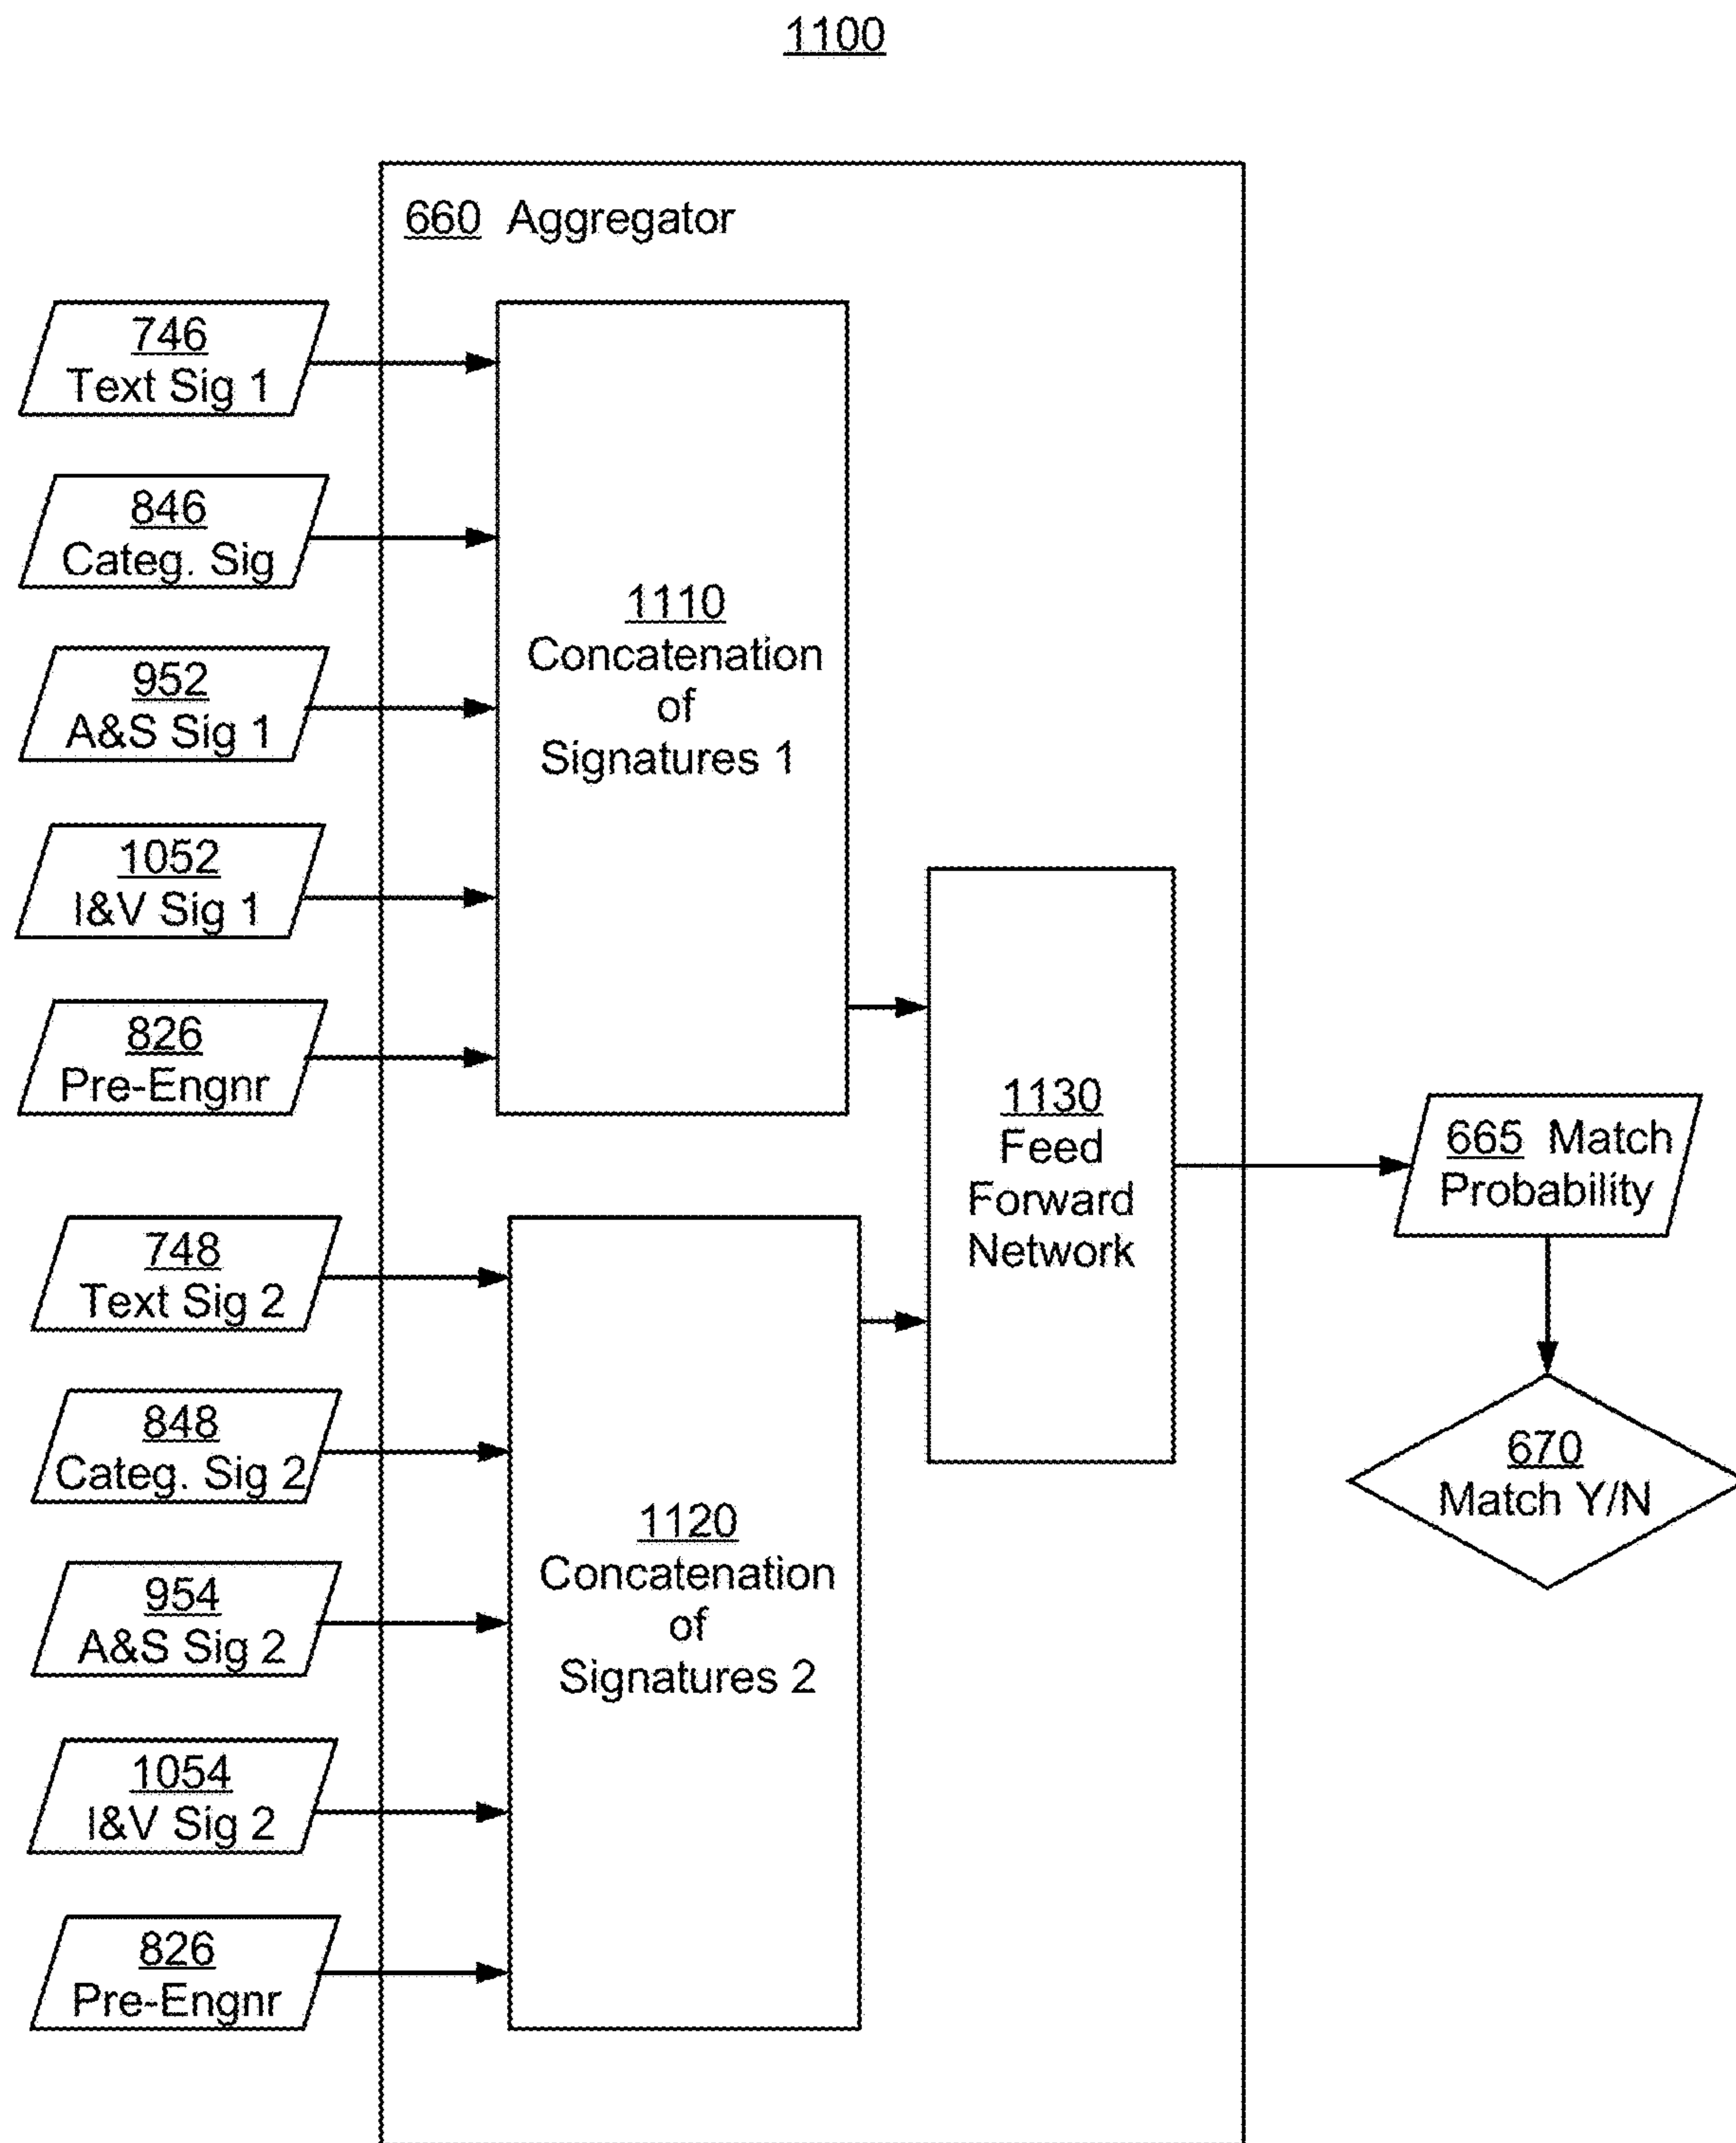 1100
660 Aggregator
746
Text Sig 1
846
Categ. Sig
952
A&S Sig 1
1052
I&V Sig 1
826
Pre-Engnr
1110
Concatenation
of
Signatures 1
748
Text Sig 2
848
Categ. Sig 2
954
A&S Sig 2
1054
I&V Sig 2
826
Pre-Engnr
1120
Concatenation
of
Signatures 2
1130
Feed
Forward
Network
665 Match
Probability
670
Match Y/N